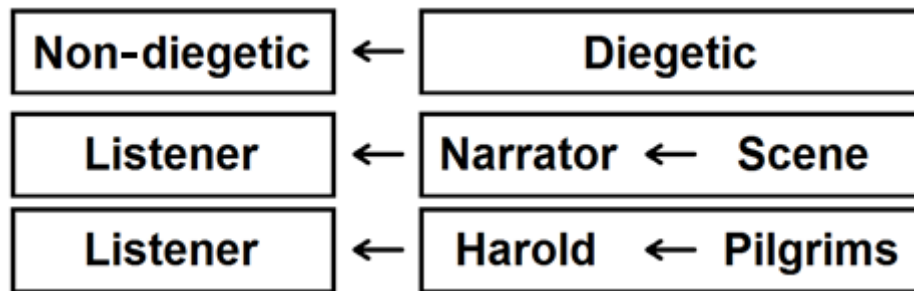 Non-diegetic ← Diegetic
Listener ← Narrator ← Scene
Listener ← Harold ← Pilgrims